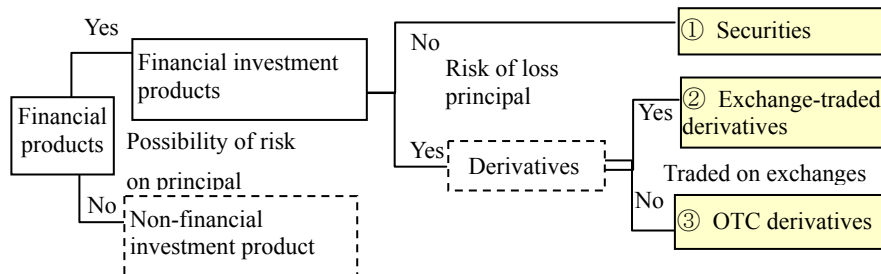 Yes
Financial investment
products
Financial
products
Possibility of risk
on principal
No
Non-financial
investment product
No
Risk of loss
principal
Yes
Derivatives
① Securities
Yes
② Exchange-traded
derivatives
Traded on exchanges
No
③ OTC derivatives